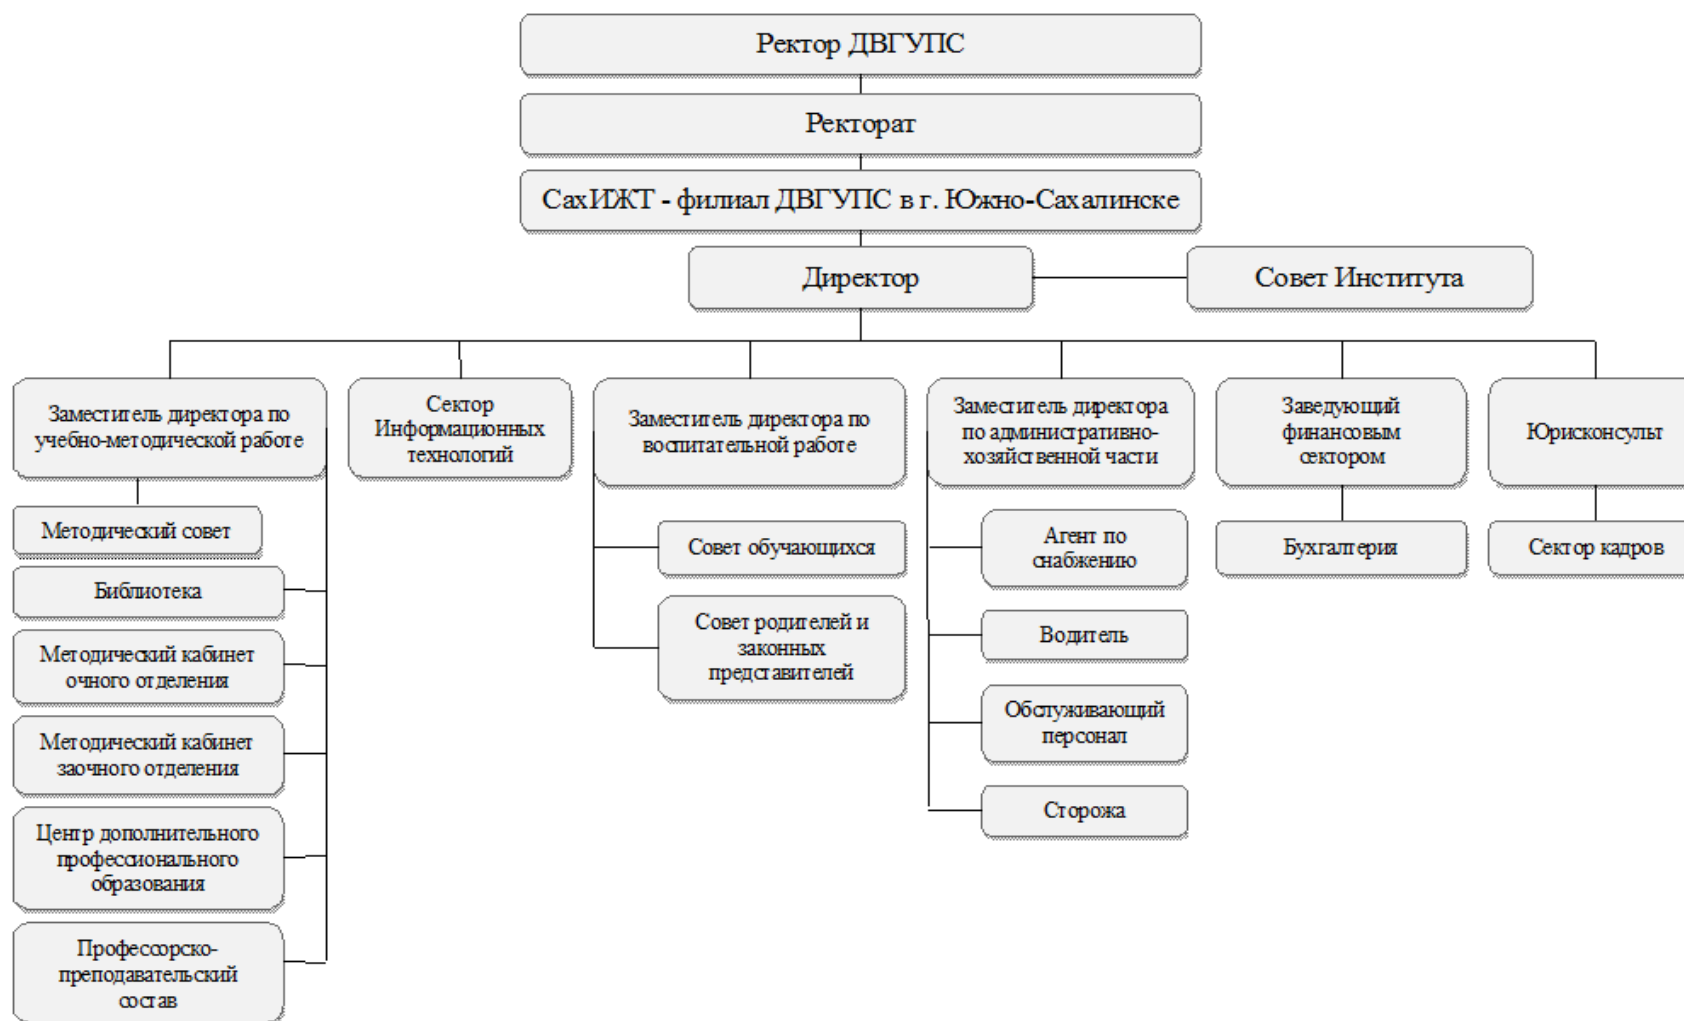 Ректор ДВГУПС
Ректорат
СахИЖТ - филиал ДВГУПС в г. Южно-Сахалинске
Директор
Совет Института
Заместитель директора по
учебно-методической работе
Сектор
Информационных
технологий
Заместитель директора по
воспитательной работе
Заместитель директора
по административно-
хозяйственной части
Заведующий
финансовым
сектором
Юрисконсульт
Методический совет
Библиотека
Методический кабинет
очного отделения
Методический кабинет
заочного отделения
Центр дополнительного
профессионального
образования
Профессорско-
преподавательский
состав
Совет обучающихся
Совет родителей и
законных
представителей
Агент по
снабжению
Водитель
Обслуживающий
персонал
Сторожа
Бухгалтерия
Сектор кадров